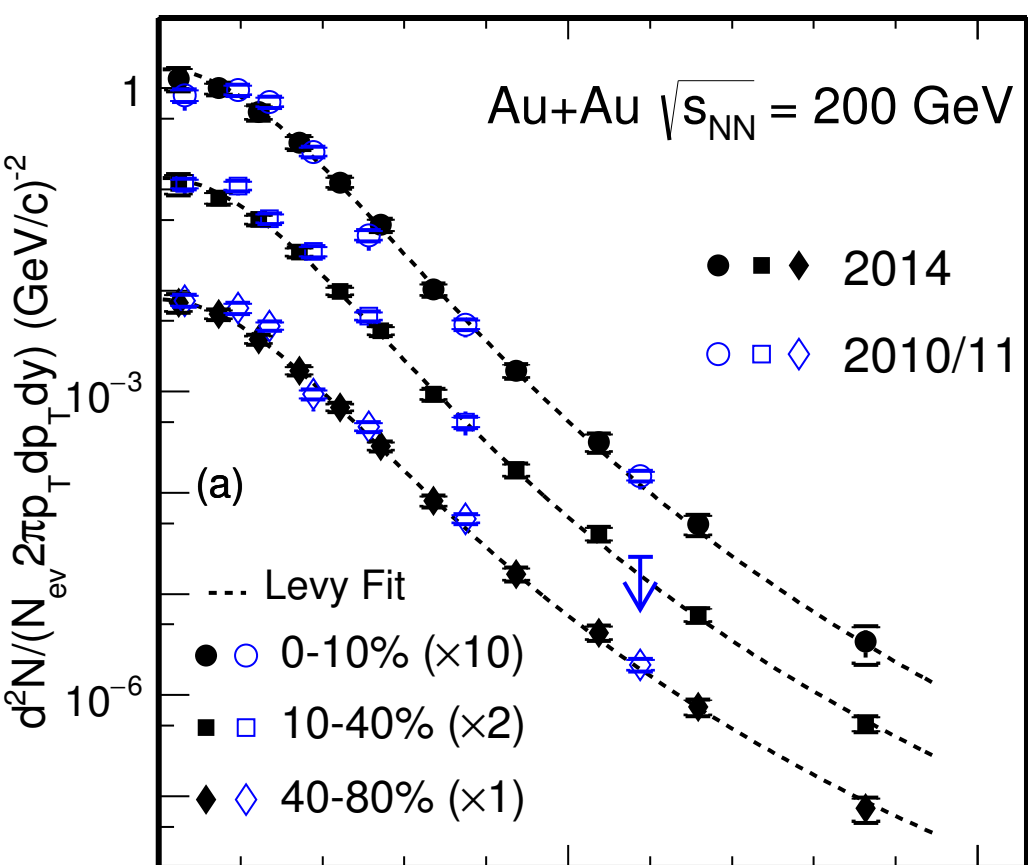 Au+Au √s_NN = 200 GeV
1
10^−3
10^−6
d^2N/(N_ev 2πp_T dp_T dy) (GeV/c)^-2
2014
2010/11
(a)
Levy Fit
0-10% (×10)
10-40% (×2)
40-80% (×1)